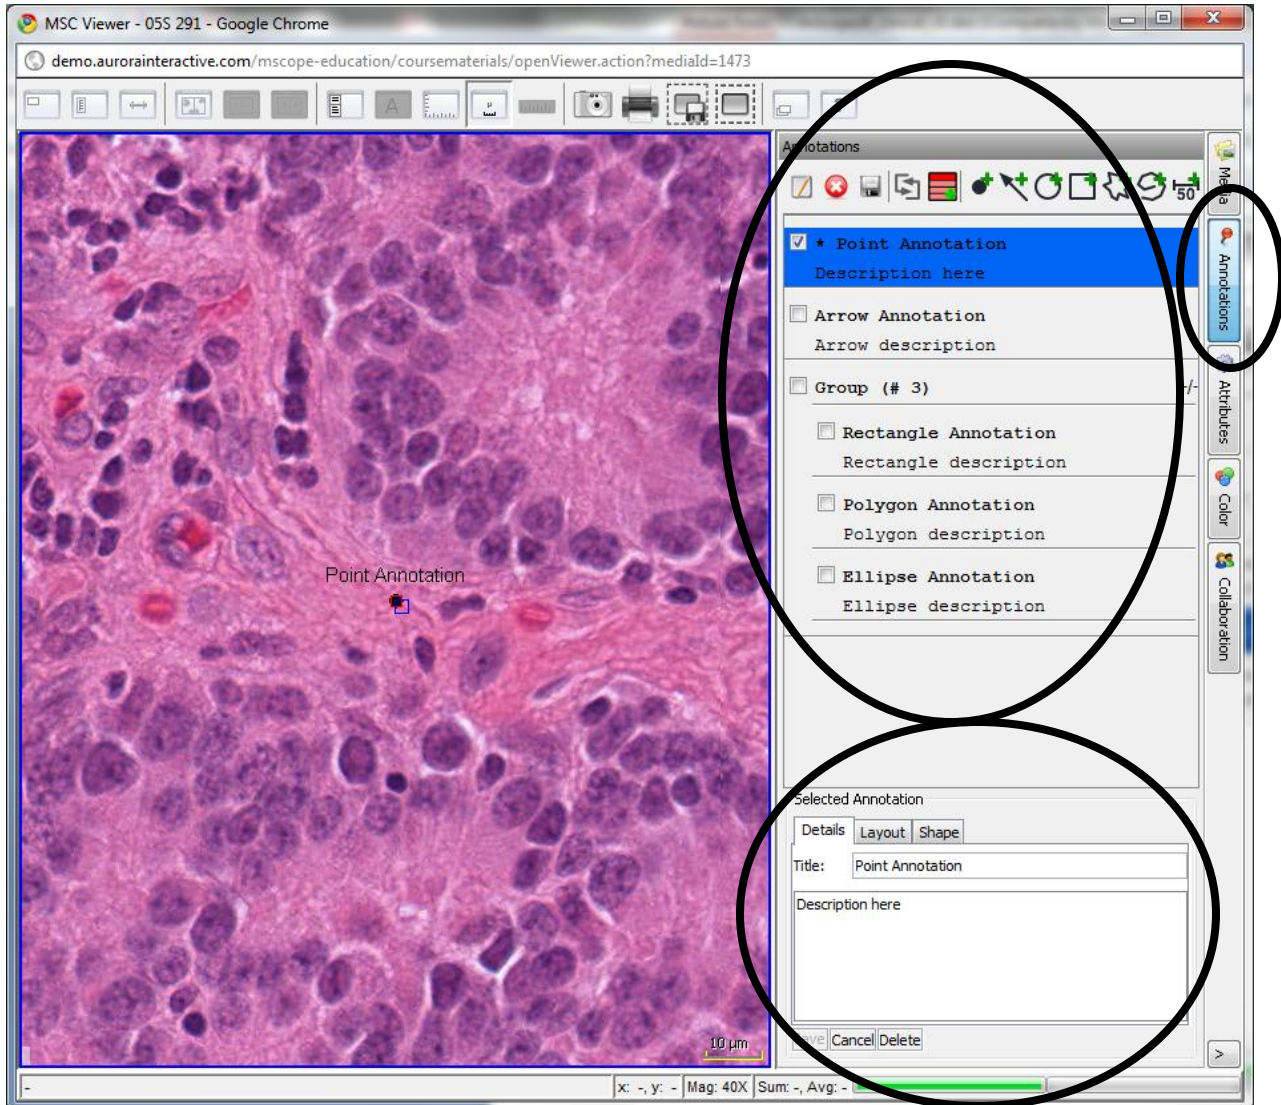 MSC Viewer - 05S 291 - Google Chrome
demo.aurorainteractive.com/mscope-education/coursematerials/openViewer.action?mediaId=1473
A
µ
Annotations
50
* Point Annotation
Description here
Arrow Annotation
Arrow description
Group (# 3)
Rectangle Annotation
Rectangle description
Polygon Annotation
Polygon description
Ellipse Annotation
Ellipse description
Media
Annotations
Attributes
Color
Collaboration
>
Point Annotation
10 µm
Selected Annotation
Details Layout Shape
Title: Point Annotation
Description here
Save Cancel Delete
- x: -, y: - Mag: 40X Sum: -, Avg: -